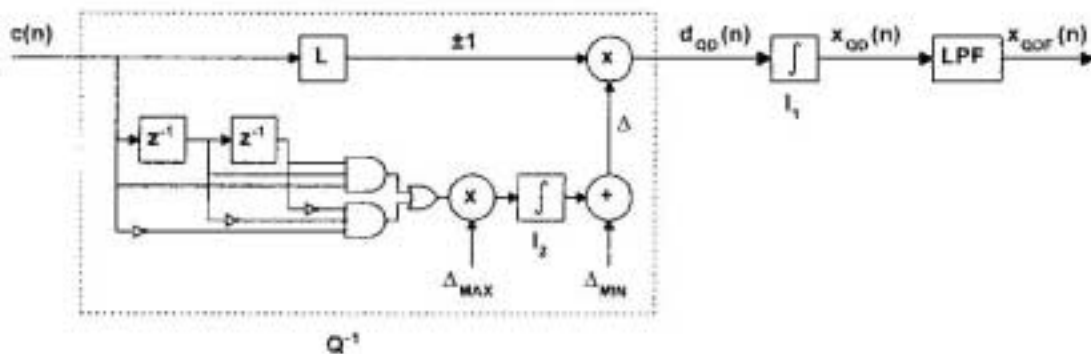 c(n)
L
±1
x
d_QD(n)
∫
I_1
x_QD(n)
LPF
x_QDF(n)
Δ
z^-1
z^-1
x
∫
I_2
+
Δ_MAX
Δ_MIN
Q^-1